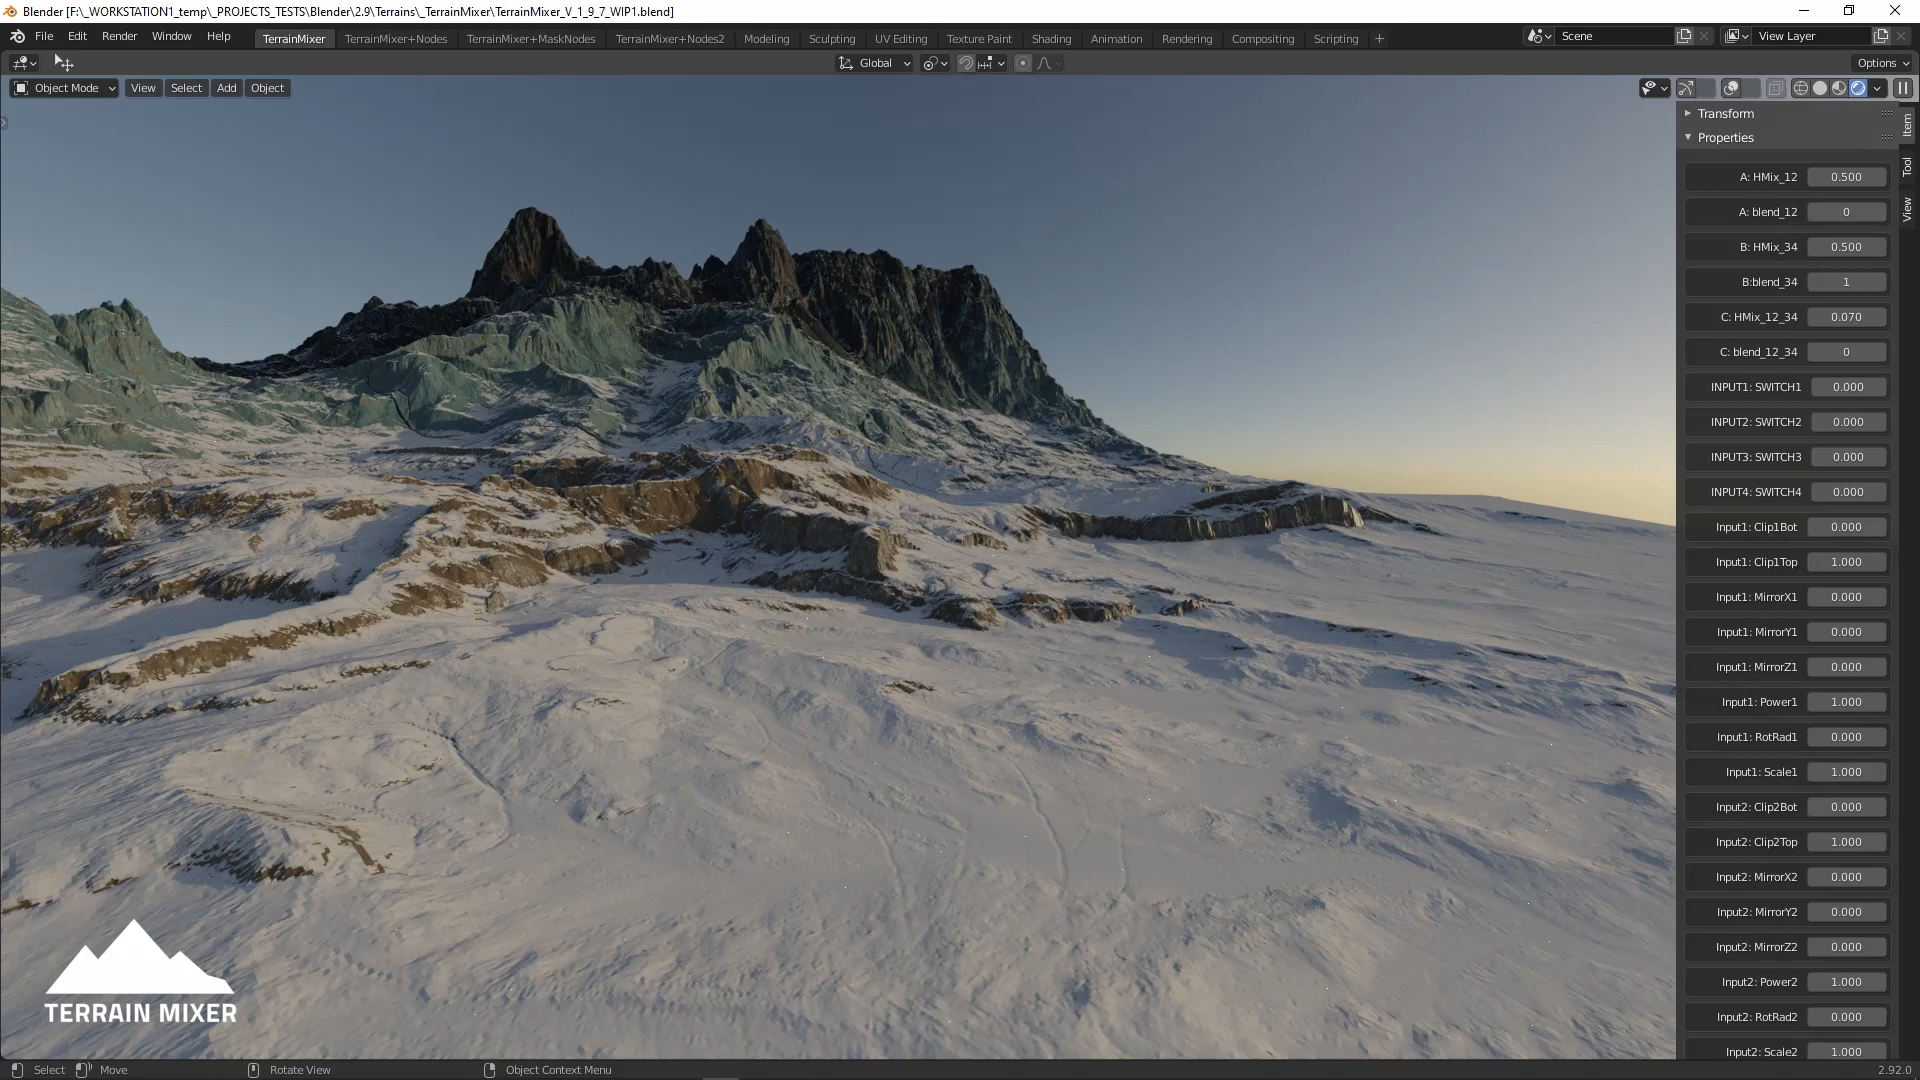 Blender [F:\_WORKSTATION1_temp\_PROJECTS_TESTS\Blender\2.9\Terrains\_TerrainMixer\TerrainMixer_V_1_9_7_WIP1.blend]
File Edit Render Window Help TerrainMixer TerrainMixer+Nodes TerrainMixer+MaskNodes TerrainMixer+Nodes2 Modeling Sculpting UV Editing Texture Paint Shading Animation Rendering Compositing Scripting + Scene View Layer
Global Options
Object Mode View Select Add Object
Transform
Properties
Item
Tool
View
A: HMix_12 0.500
A: blend_12 0
B: HMix_34 0.500
B:blend_34 1
C: HMix_12_34 0.070
C: blend_12_34 0
INPUT1: SWITCH1 0.000
INPUT2: SWITCH2 0.000
INPUT3: SWITCH3 0.000
INPUT4: SWITCH4 0.000
Input1: Clip1Bot 0.000
Input1: Clip1Top 1.000
Input1: MirrorX1 0.000
Input1: MirrorY1 0.000
Input1: MirrorZ1 0.000
Input1: Power1 1.000
Input1: RotRad1 0.000
Input1: Scale1 1.000
Input2: Clip2Bot 0.000
Input2: Clip2Top 1.000
Input2: MirrorX2 0.000
Input2: MirrorY2 0.000
Input2: MirrorZ2 0.000
Input2: Power2 1.000
Input2: RotRad2 0.000
Input2: Scale2 1.000
TERRAIN MIXER
Select Move Rotate View Object Context Menu 2.92.0